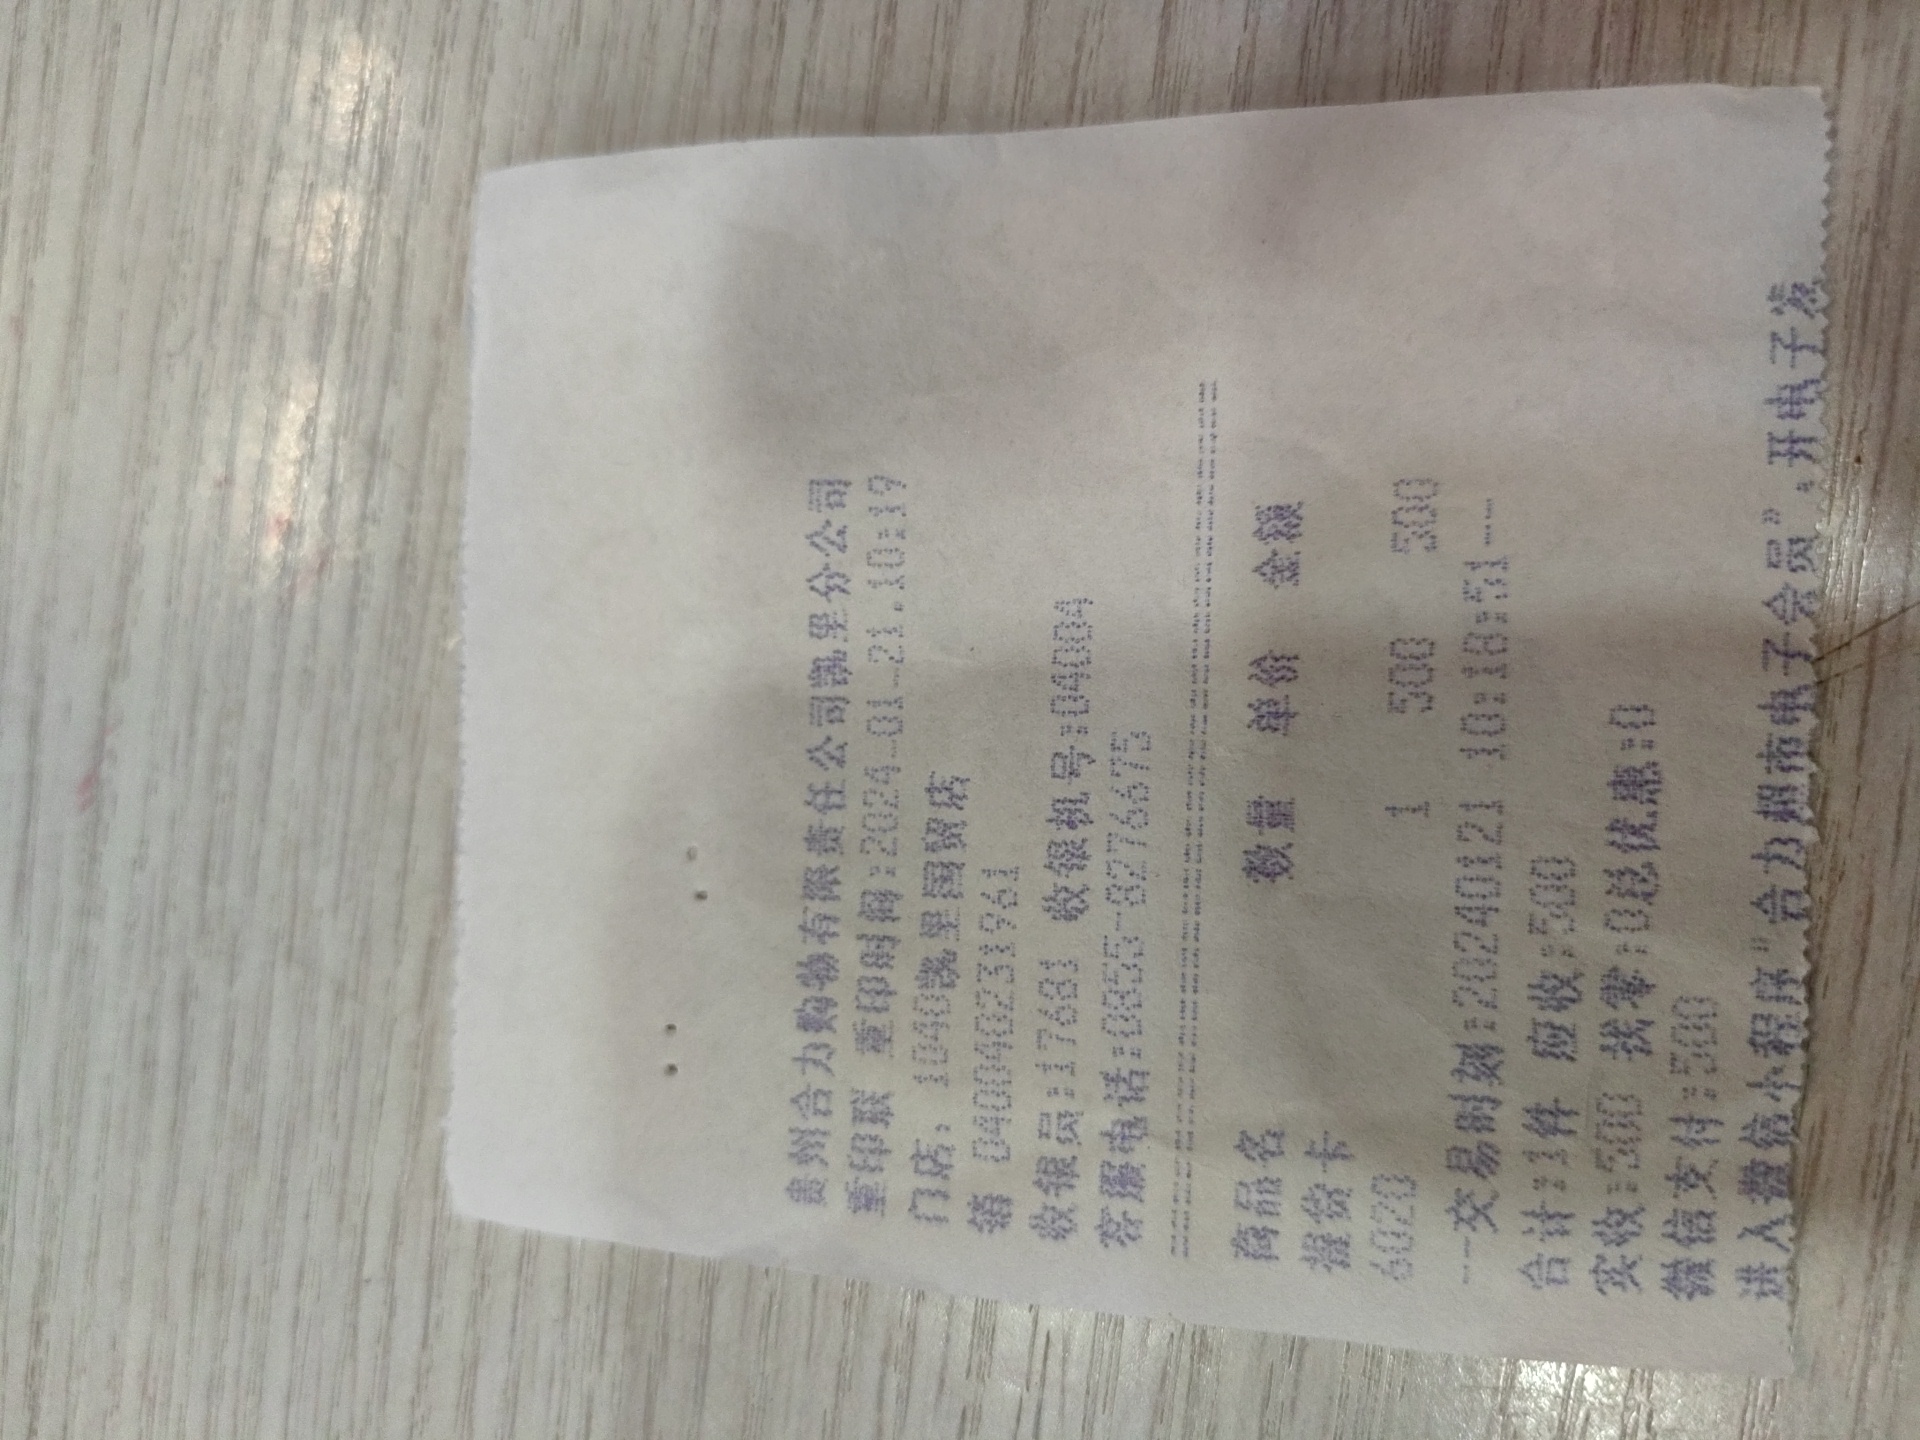 贵州合力购物有限责任公司凯里分公司
重印联 重印时间:2024-01-21.10:19
门店: 1040凯里国贸店
040040231961
收银员:17681 收银机号:04004
客服电话:0855-8276675
商品名 数量 单价 金额
提货卡
6020 1 500 500
--交易时刻:20240121 10:18:51--
合计:1件 应收:500
实收:500 找零:0总优惠:0
微信支付:500
进入微信小程序"合力超市电子会员",开电子发